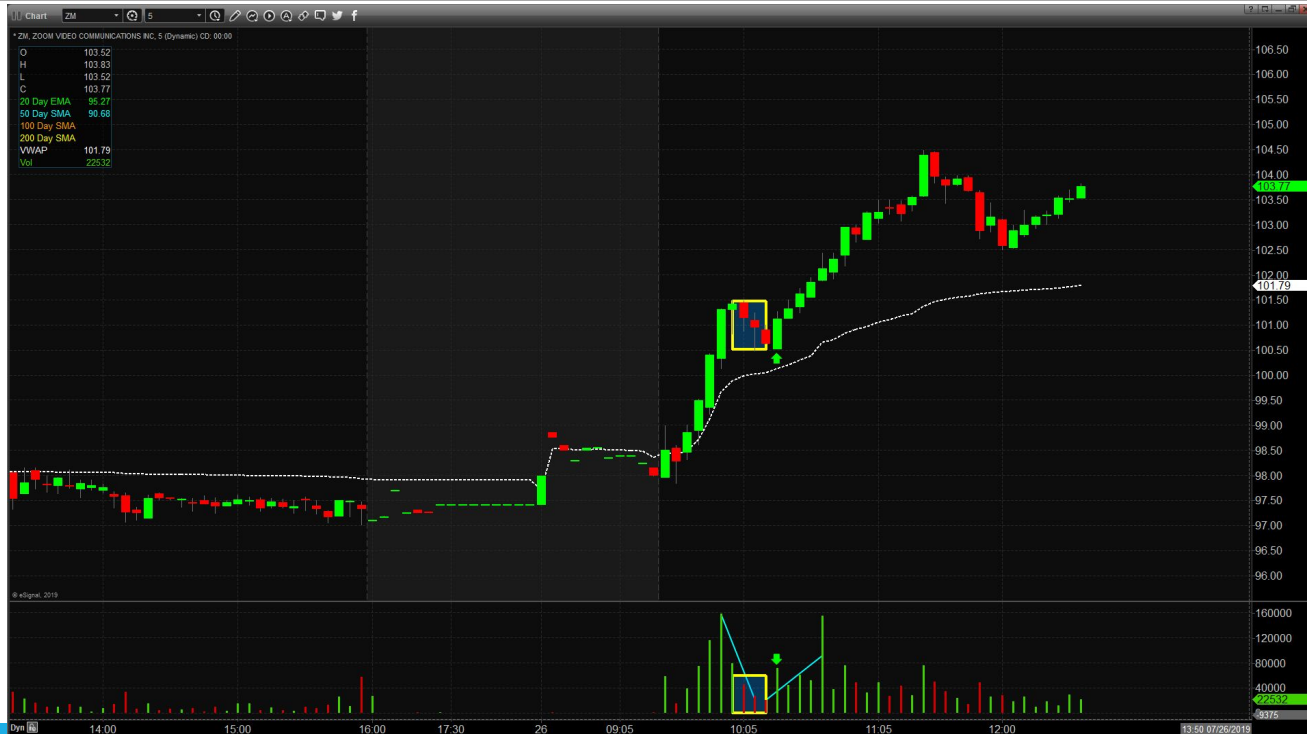 Chart ZM 5
* ZM, ZOOM VIDEO COMMUNICATIONS INC, 5 (Dynamic) CD: 00:00
O 103.52
H 103.83
L 103.52
C 103.77
20 Day EMA 95.27
50 Day SMA 90.68
100 Day SMA
200 Day SMA
VWAP 101.79
Vol 22532
106.50
106.00
105.50
105.00
104.50
104.00
103.77
103.50
103.00
102.50
102.00
101.79
101.50
101.00
100.50
100.00
99.50
99.00
98.50
98.00
97.50
97.00
96.50
96.00
© eSignal, 2019
160000
120000
80000
40000
22532
-9375
Dyn 14:00 15:00 16:00 17:30 26 09:05 10:05 11:05 12:00 13:50 07/26/2019